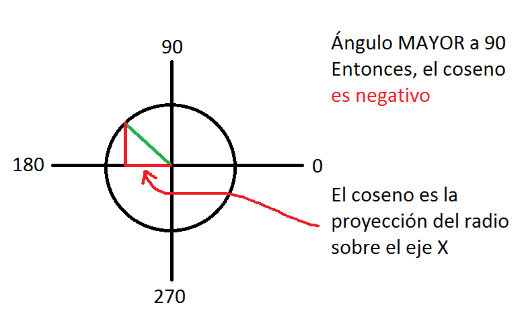 90
Ángulo MAYOR a 90
Entonces, el coseno
es negativo
180
0
El coseno es la
proyección del radio
sobre el eje X
270